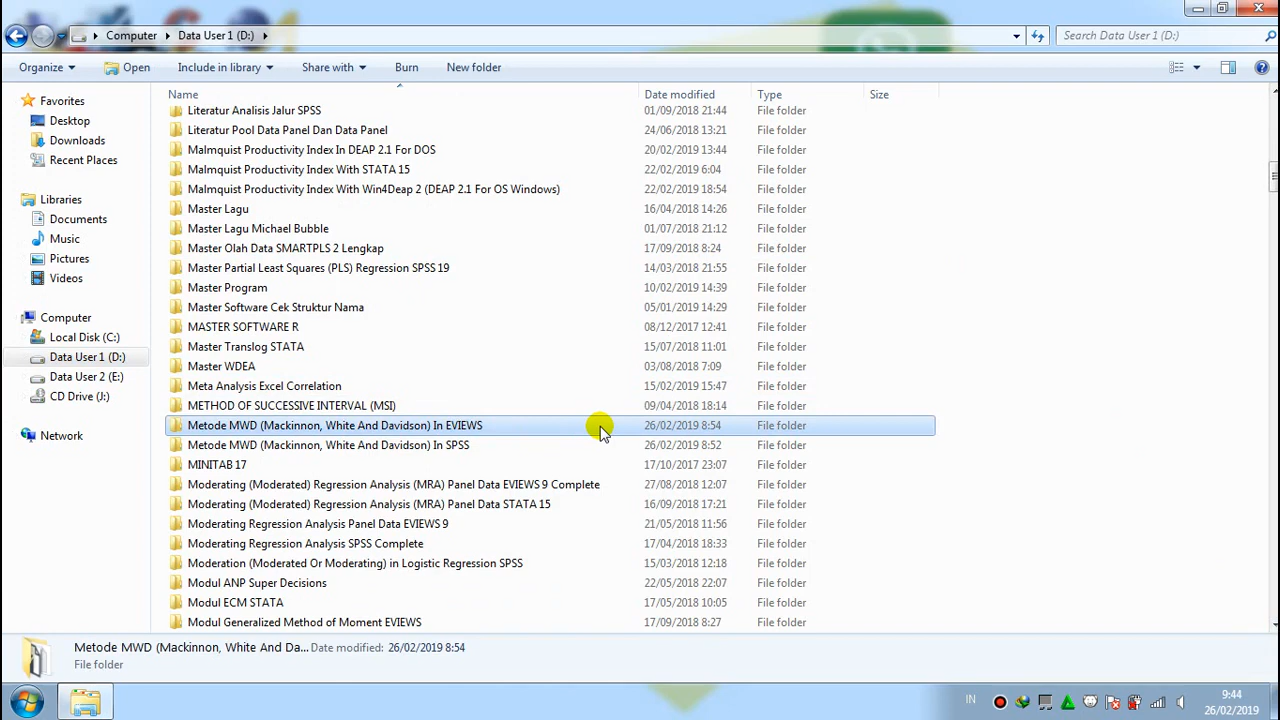 Computer Data User 1 (D:)
Search Data User 1 (D:)
Organize Open Include in library Share with Burn New folder
Name Date modified Type Size
Favorites
Desktop
Downloads
Recent Places
Libraries
Documents
Music
Pictures
Videos
Computer
Local Disk (C:)
Data User 1 (D:)
Data User 2 (E:)
CD Drive (J:)
Network
Literatur Analisis Jalur SPSS 01/09/2018 21:44 File folder
Literatur Pool Data Panel Dan Data Panel 24/06/2018 13:21 File folder
Malmquist Productivity Index In DEAP 2.1 For DOS 20/02/2019 13:44 File folder
Malmquist Productivity Index With STATA 15 22/02/2019 6:04 File folder
Malmquist Productivity Index With Win4Deap 2 (DEAP 2.1 For OS Windows) 22/02/2019 18:54 File folder
Master Lagu 16/04/2018 14:26 File folder
Master Lagu Michael Bubble 01/07/2018 21:12 File folder
Master Olah Data SMARTPLS 2 Lengkap 17/09/2018 8:24 File folder
Master Partial Least Squares (PLS) Regression SPSS 19 14/03/2018 21:55 File folder
Master Program 10/02/2019 14:39 File folder
Master Software Cek Struktur Nama 05/01/2019 14:29 File folder
MASTER SOFTWARE R 08/12/2017 12:41 File folder
Master Translog STATA 15/07/2018 11:01 File folder
Master WDEA 03/08/2018 7:09 File folder
Meta Analysis Excel Correlation 15/02/2019 15:47 File folder
METHOD OF SUCCESSIVE INTERVAL (MSI) 09/04/2018 18:14 File folder
Metode MWD (Mackinnon, White And Davidson) In EVIEWS 26/02/2019 8:54 File folder
Metode MWD (Mackinnon, White And Davidson) In SPSS 26/02/2019 8:52 File folder
MINITAB 17 17/10/2017 23:07 File folder
Moderating (Moderated) Regression Analysis (MRA) Panel Data EVIEWS 9 Complete 27/08/2018 12:07 File folder
Moderating (Moderated) Regression Analysis (MRA) Panel Data STATA 15 16/09/2018 17:21 File folder
Moderating Regression Analysis Panel Data EVIEWS 9 21/05/2018 11:56 File folder
Moderating Regression Analysis SPSS Complete 17/04/2018 18:33 File folder
Moderation (Moderated Or Moderating) in Logistic Regression SPSS 15/03/2018 12:18 File folder
Modul ANP Super Decisions 22/05/2018 22:07 File folder
Modul ECM STATA 17/05/2018 10:05 File folder
Modul Generalized Method of Moment EVIEWS 17/09/2018 8:27 File folder
Metode MWD (Mackinnon, White And Da... Date modified: 26/02/2019 8:54
File folder
IN
9:44
26/02/2019